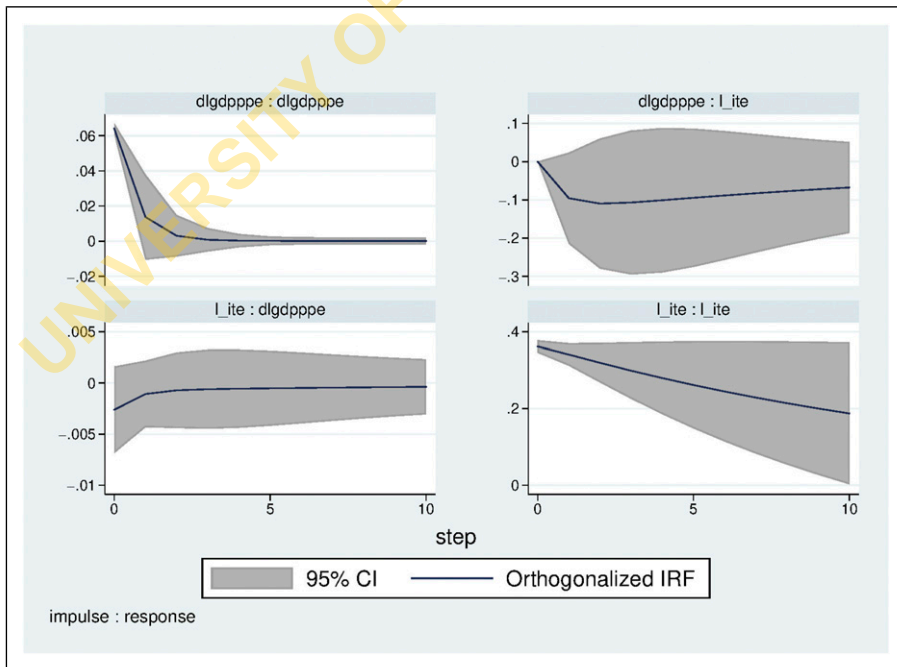 UNIVERSITY OF
dlgdpppe : dlgdpppe
dlgdpppe : l_ite
.06
.04
.02
0
-.02
.1
0
-.1
-.2
-.3
l_ite : dlgdpppe
l_ite : l_ite
.005
0
-.005
-.01
.4
.2
0
0 5 10
0 5 10
step
95% CI Orthogonalized IRF
impulse : response